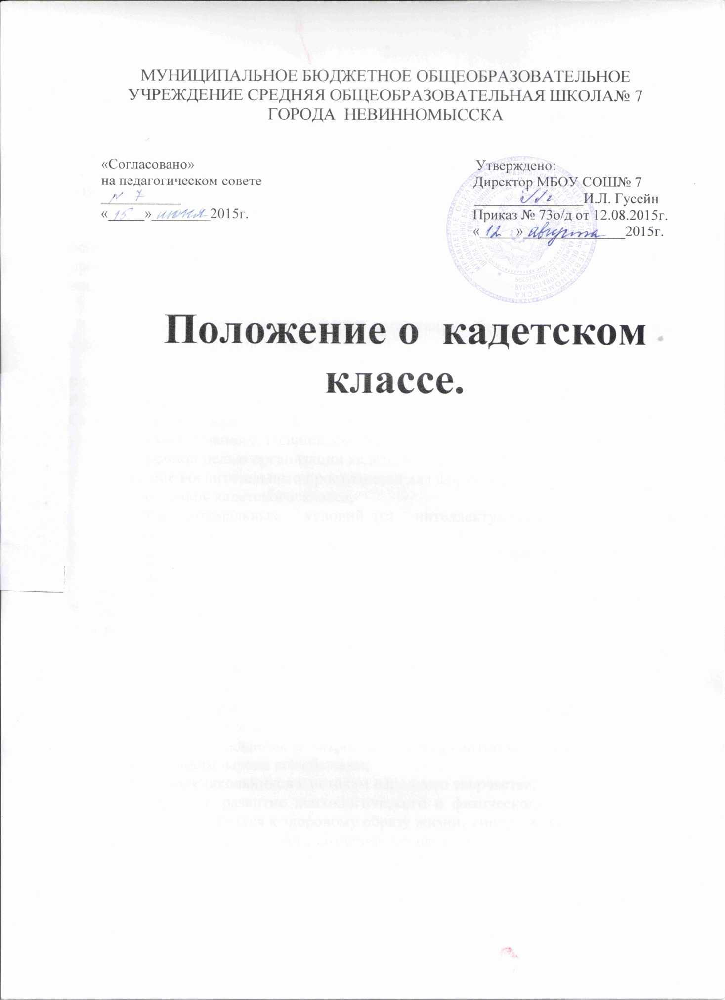 МУНИЦИПАЛЬНОЕ БЮДЖЕТНОЕ ОБЩЕОБРАЗОВАТЕЛЬНОЕ
УЧРЕЖДЕНИЕ СРЕДНЯЯ ОБЩЕОБРАЗОВАТЕЛЬНАЯ ШКОЛА№ 7
ГОРОДА НЕВИННОМЫССКА
«Согласовано»
на педагогическом совете
№ 7
«15» июня 2015г.
Утверждено:
Директор МБОУ СОШ№ 7
И.Л. Гусейн
Приказ № 73о/д от 12.08.2015г.
«12» августа 2015г.
Положение о кадетском
классе.